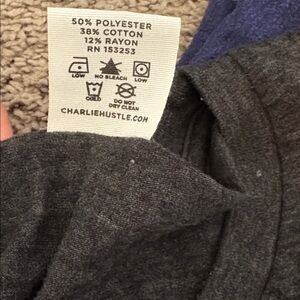 50% POLYESTER
38% COTTON
12% RAYON
RN 153253
LOW NO BLEACH LOW
COLD DO NOT
DRY CLEAN
CHARLIEHUSTLE.COM